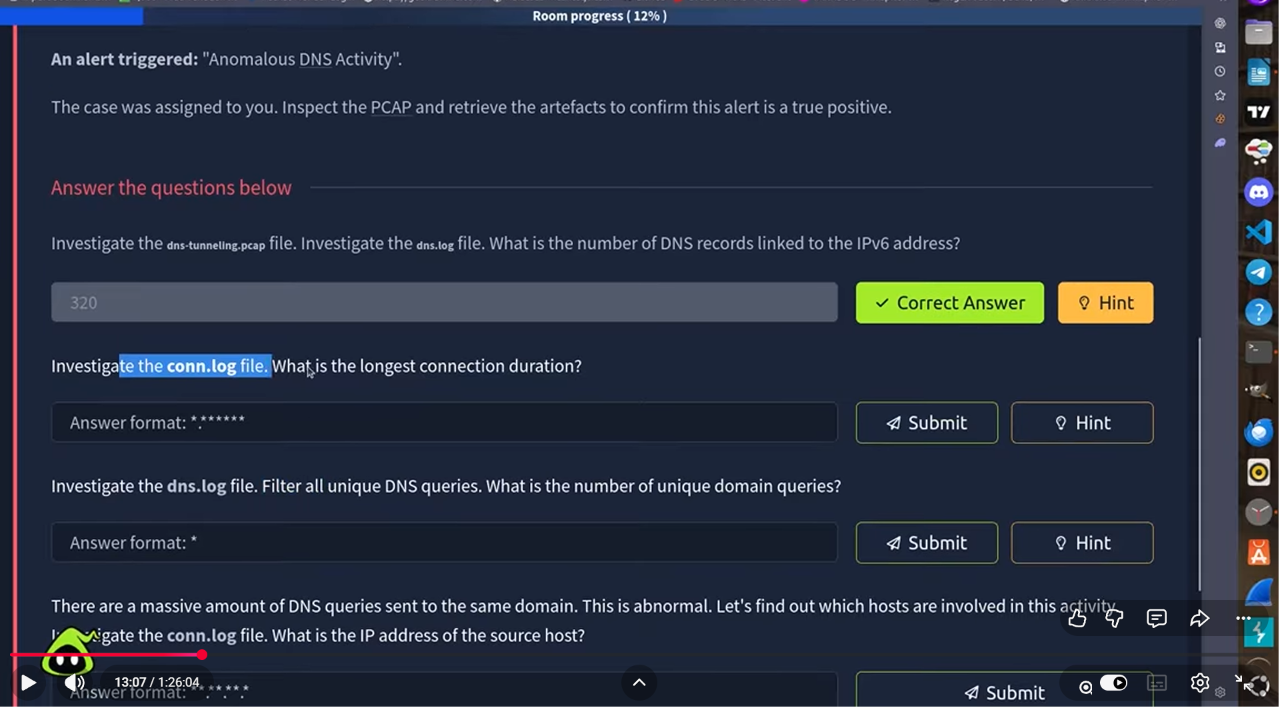 Room progress ( 12% )
An alert triggered: "Anomalous DNS Activity".
The case was assigned to you. Inspect the PCAP and retrieve the artefacts to confirm this alert is a true positive.
Answer the questions below
Investigate the dns-tunneling.pcap file. Investigate the dns.log file. What is the number of DNS records linked to the IPv6 address?
320
Correct Answer
Hint
Investigate the conn.log file. What is the longest connection duration?
Answer format: *.******
Submit
Hint
Investigate the dns.log file. Filter all unique DNS queries. What is the number of unique domain queries?
Answer format: *
Submit
Hint
There are a massive amount of DNS queries sent to the same domain. This is abnormal. Let's find out which hosts are involved in this activity.
the conn.log file. What is the IP address of the source host?
13:07 / 1:26:04
Answer format:
Submit